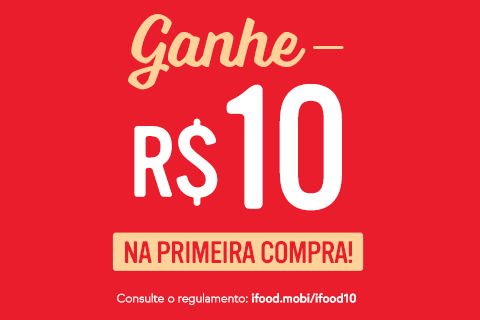 Ganhe
R$10
NA PRIMEIRA COMPRA!
Consulte o regulamento: ifood.mobi/ifood10